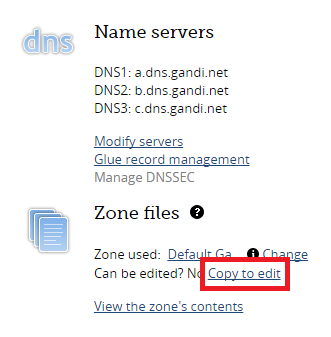 dns
Name servers
DNS1: a.dns.gandi.net
DNS2: b.dns.gandi.net
DNS3: c.dns.gandi.net
Modify servers
Glue record management
Manage DNSSEC
Zone files ?
Zone used: Default Ga... i Change
Can be edited? No Copy to edit
View the zone's contents